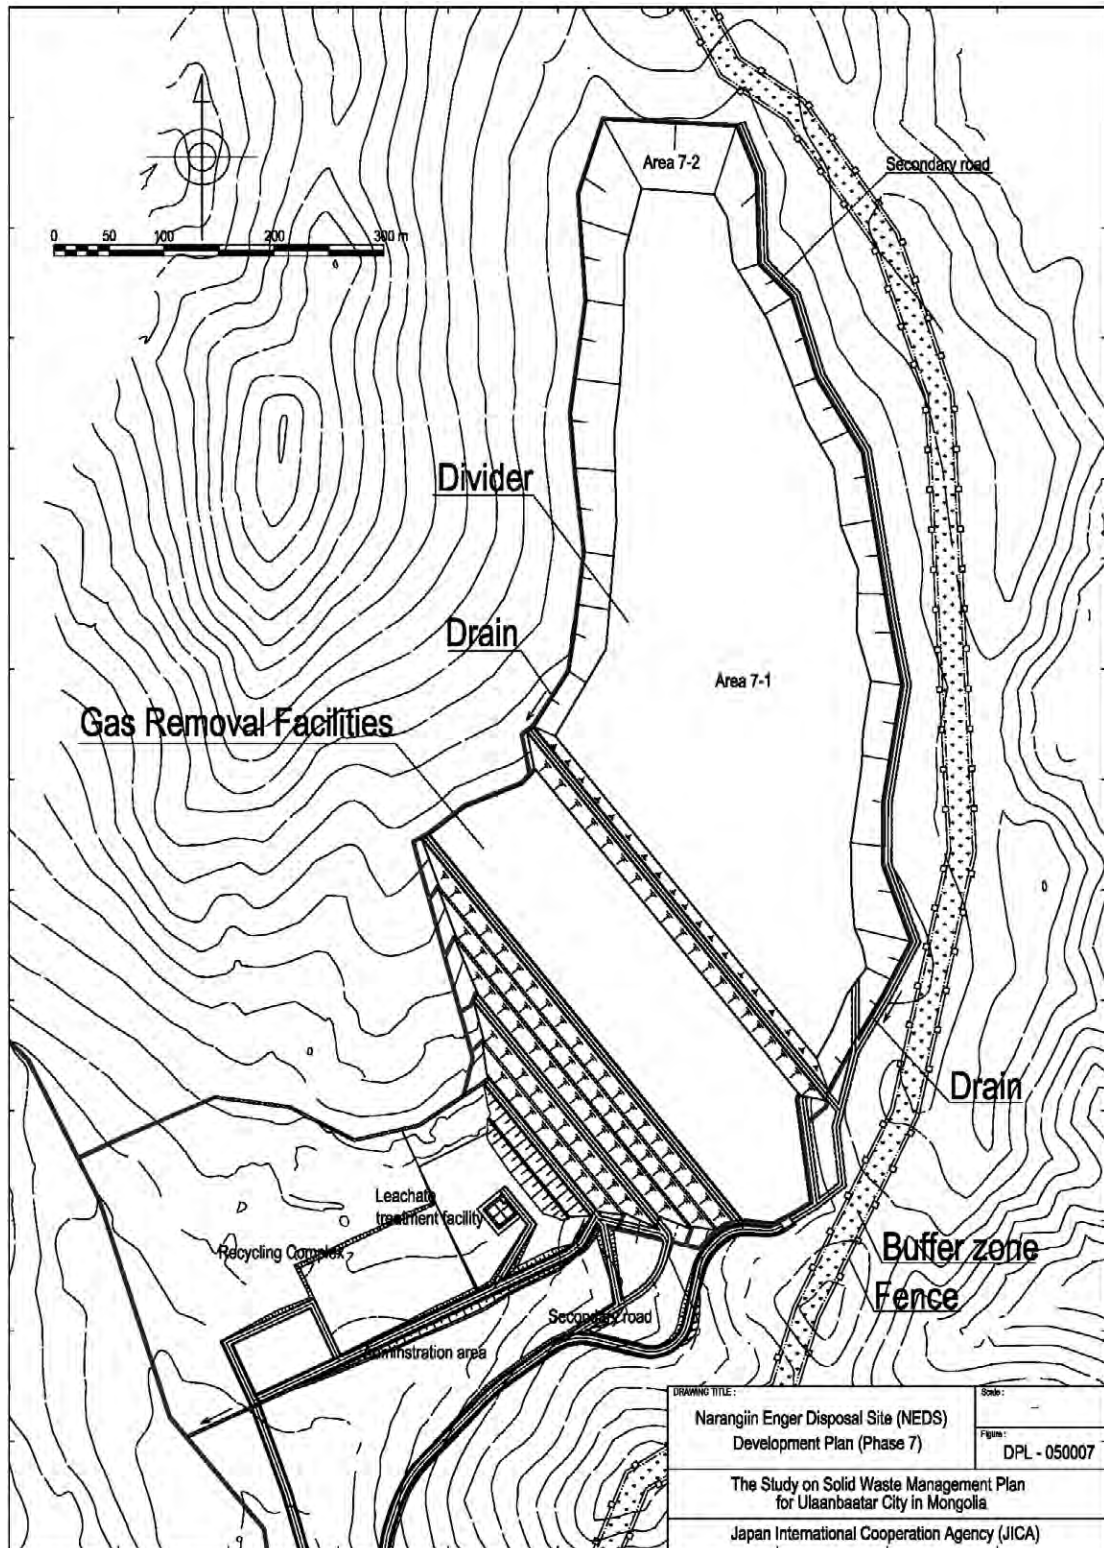 Area 7-2
Secondary road
0 50 100 200 300 m
Divider
Drain
Area 7-1
Gas Removal Facilities
Drain
Leachate
treatment facility
Recycling Complex
Buffer zone
Fence
Secondary road
Adminstration area
DRAWING TITLE :
Narangiin Enger Disposal Site (NEDS)
Development Plan (Phase 7)
Scale :
–
Figure :
DPL - 050007
The Study on Solid Waste Management Plan
for Ulaanbaatar City in Mongolia
Japan International Cooperation Agency (JICA)